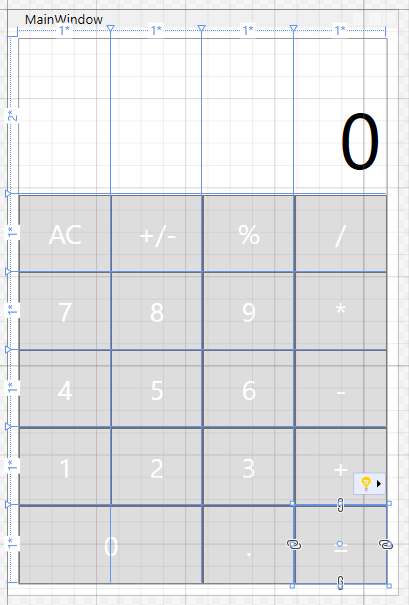 MainWindow
1* 1* 1* 1*
2*
0
1*
AC +/- % /
1*
7 8 9 *
1*
4 5 6 -
1*
1 2 3 +
1*
0 . =